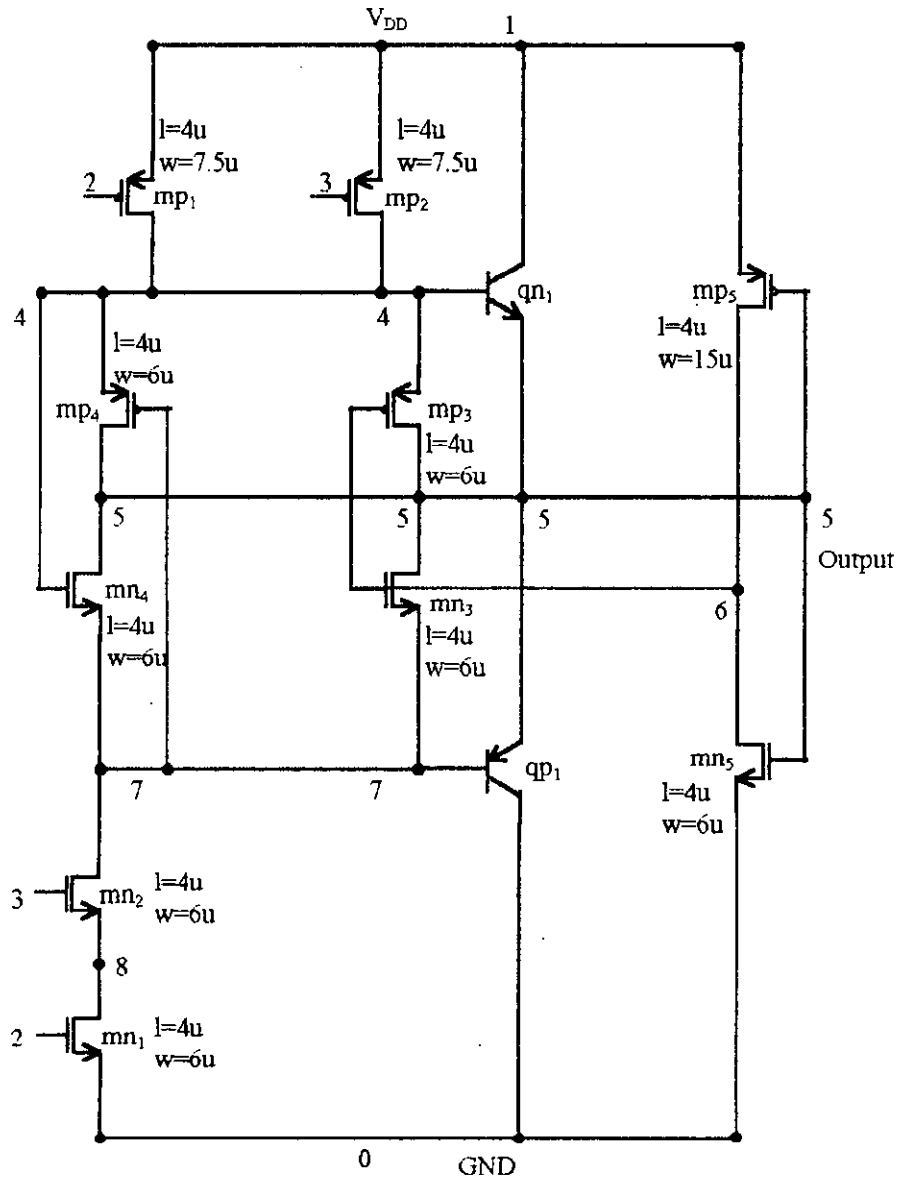 V_DD
1
l=4u
w=7.5u
l=4u
w=7.5u
2
mp₁
3
mp₂
4
4
qn₁
mp₅
l=4u
w=15u
l=4u
w=6u
mp₄
mp₃
l=4u
w=6u
5
5
5
5
Output
mn₄
l=4u
w=6u
mn₃
l=4u
w=6u
6
7
7
qp₁
mn₅
l=4u
w=6u
3
mn₂
l=4u
w=6u
8
2
mn₁
l=4u
w=6u
0
GND